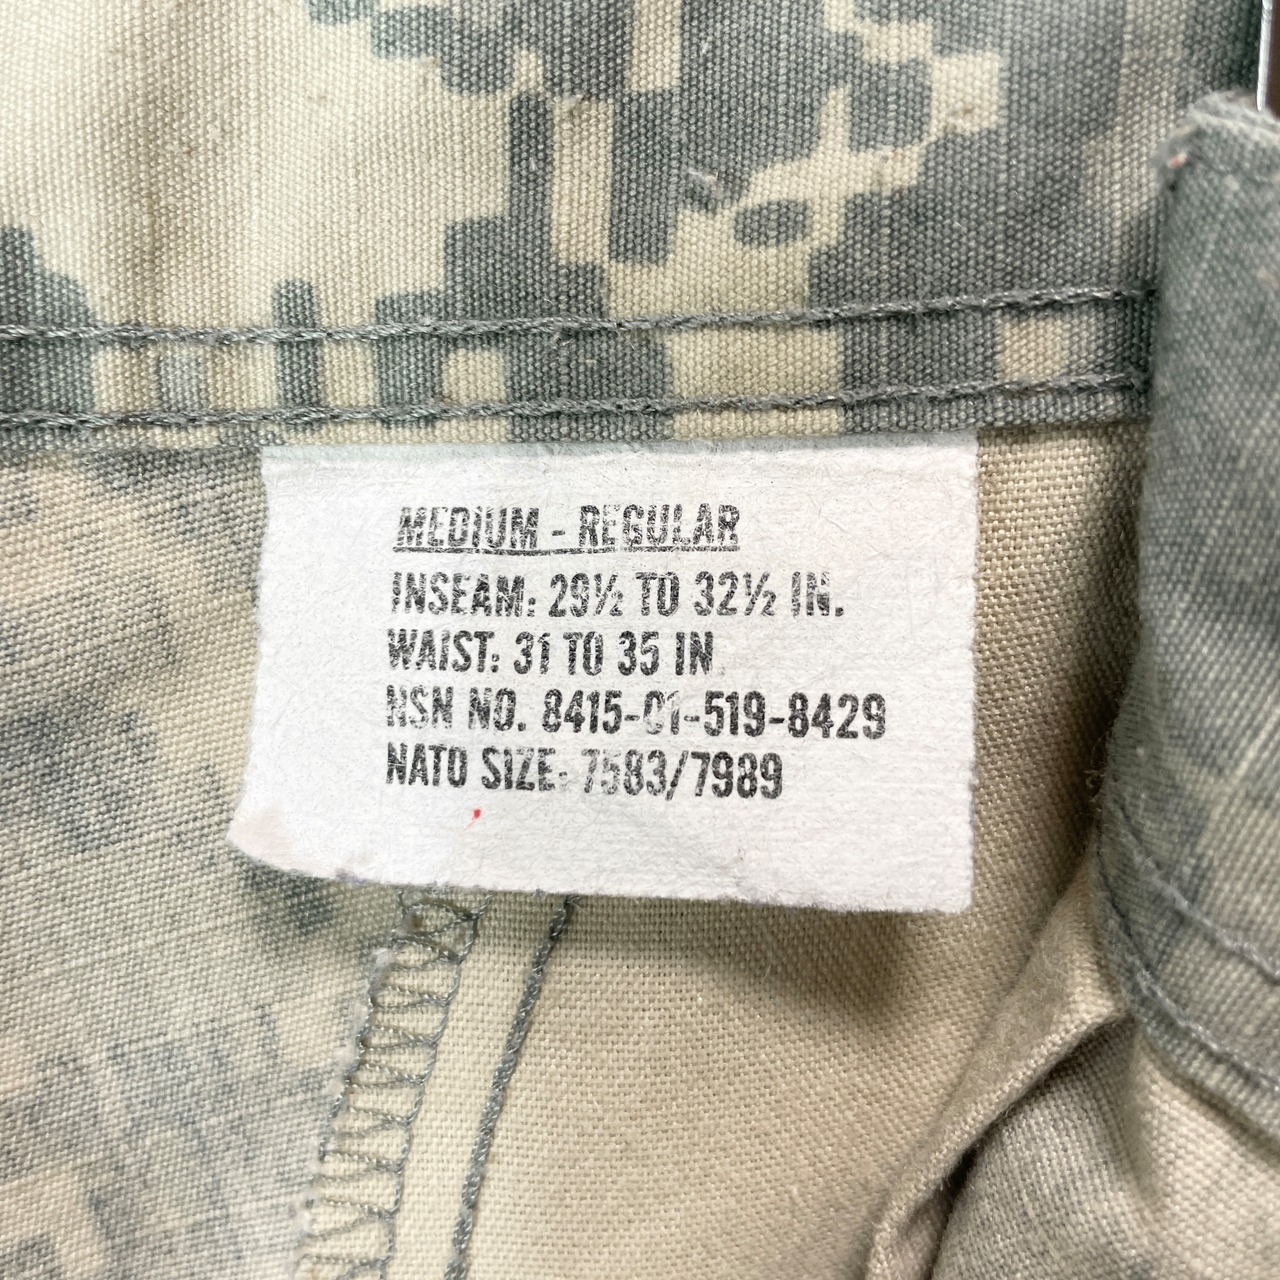 MEDIUM - REGULAR
INSEAM: 29½ TO 32½ IN.
WAIST: 31 TO 35 IN
NSN NO. 8415-01-519-8429
NATO SIZE: 7583/7989